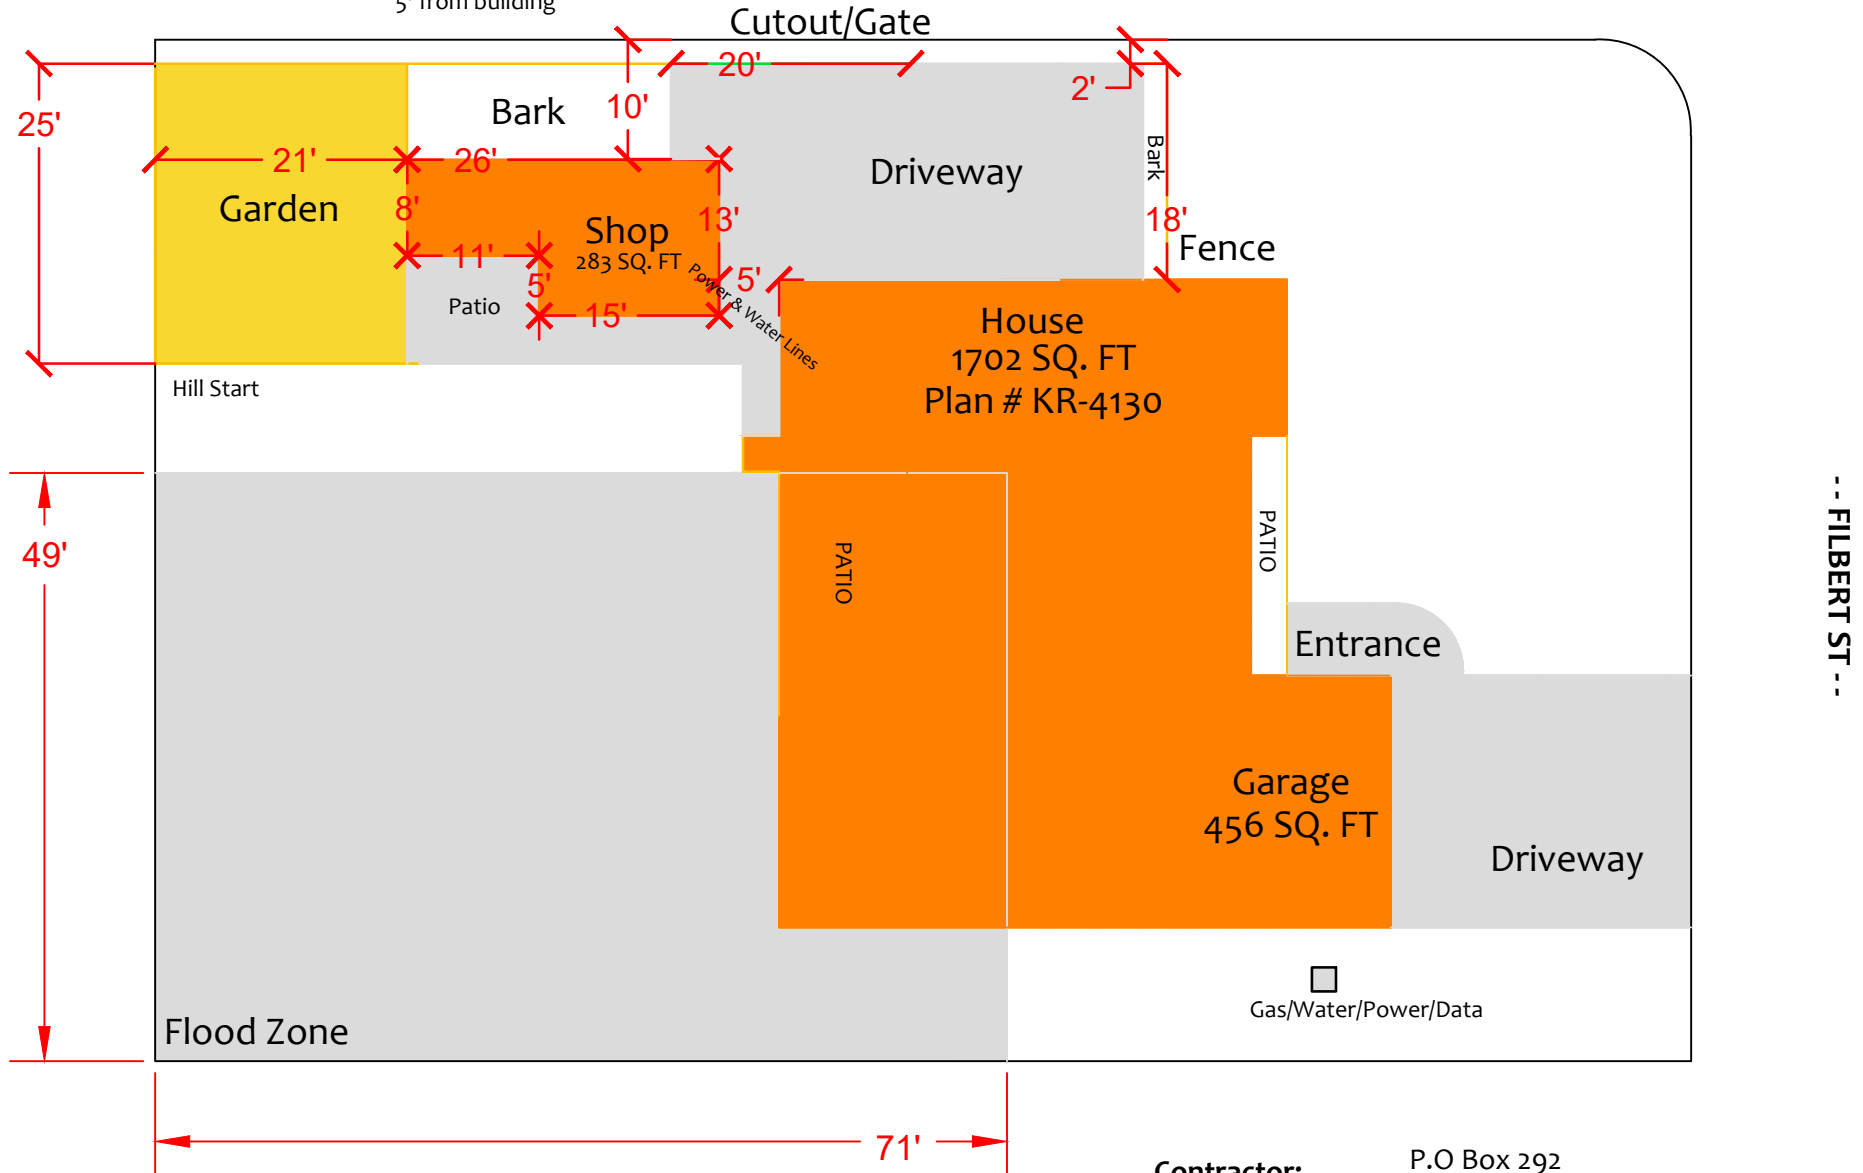 5' from building
Cutout/Gate
20'
2'
25'
Bark
10'
Driveway
Bark
21'
26'
Garden
8'
Shop
283 SQ. FT
13'
18'
Fence
11'
5'
Power & Water Lines
5'
Patio
15'
House
1702 SQ. FT
Plan # KR-4130
Hill Start
49'
PATIO
PATIO
-- FILBERT ST --
Entrance
Garage
456 SQ. FT
Driveway
Gas/Water/Power/Data
Flood Zone
71'
Contractor:
P.O Box 292